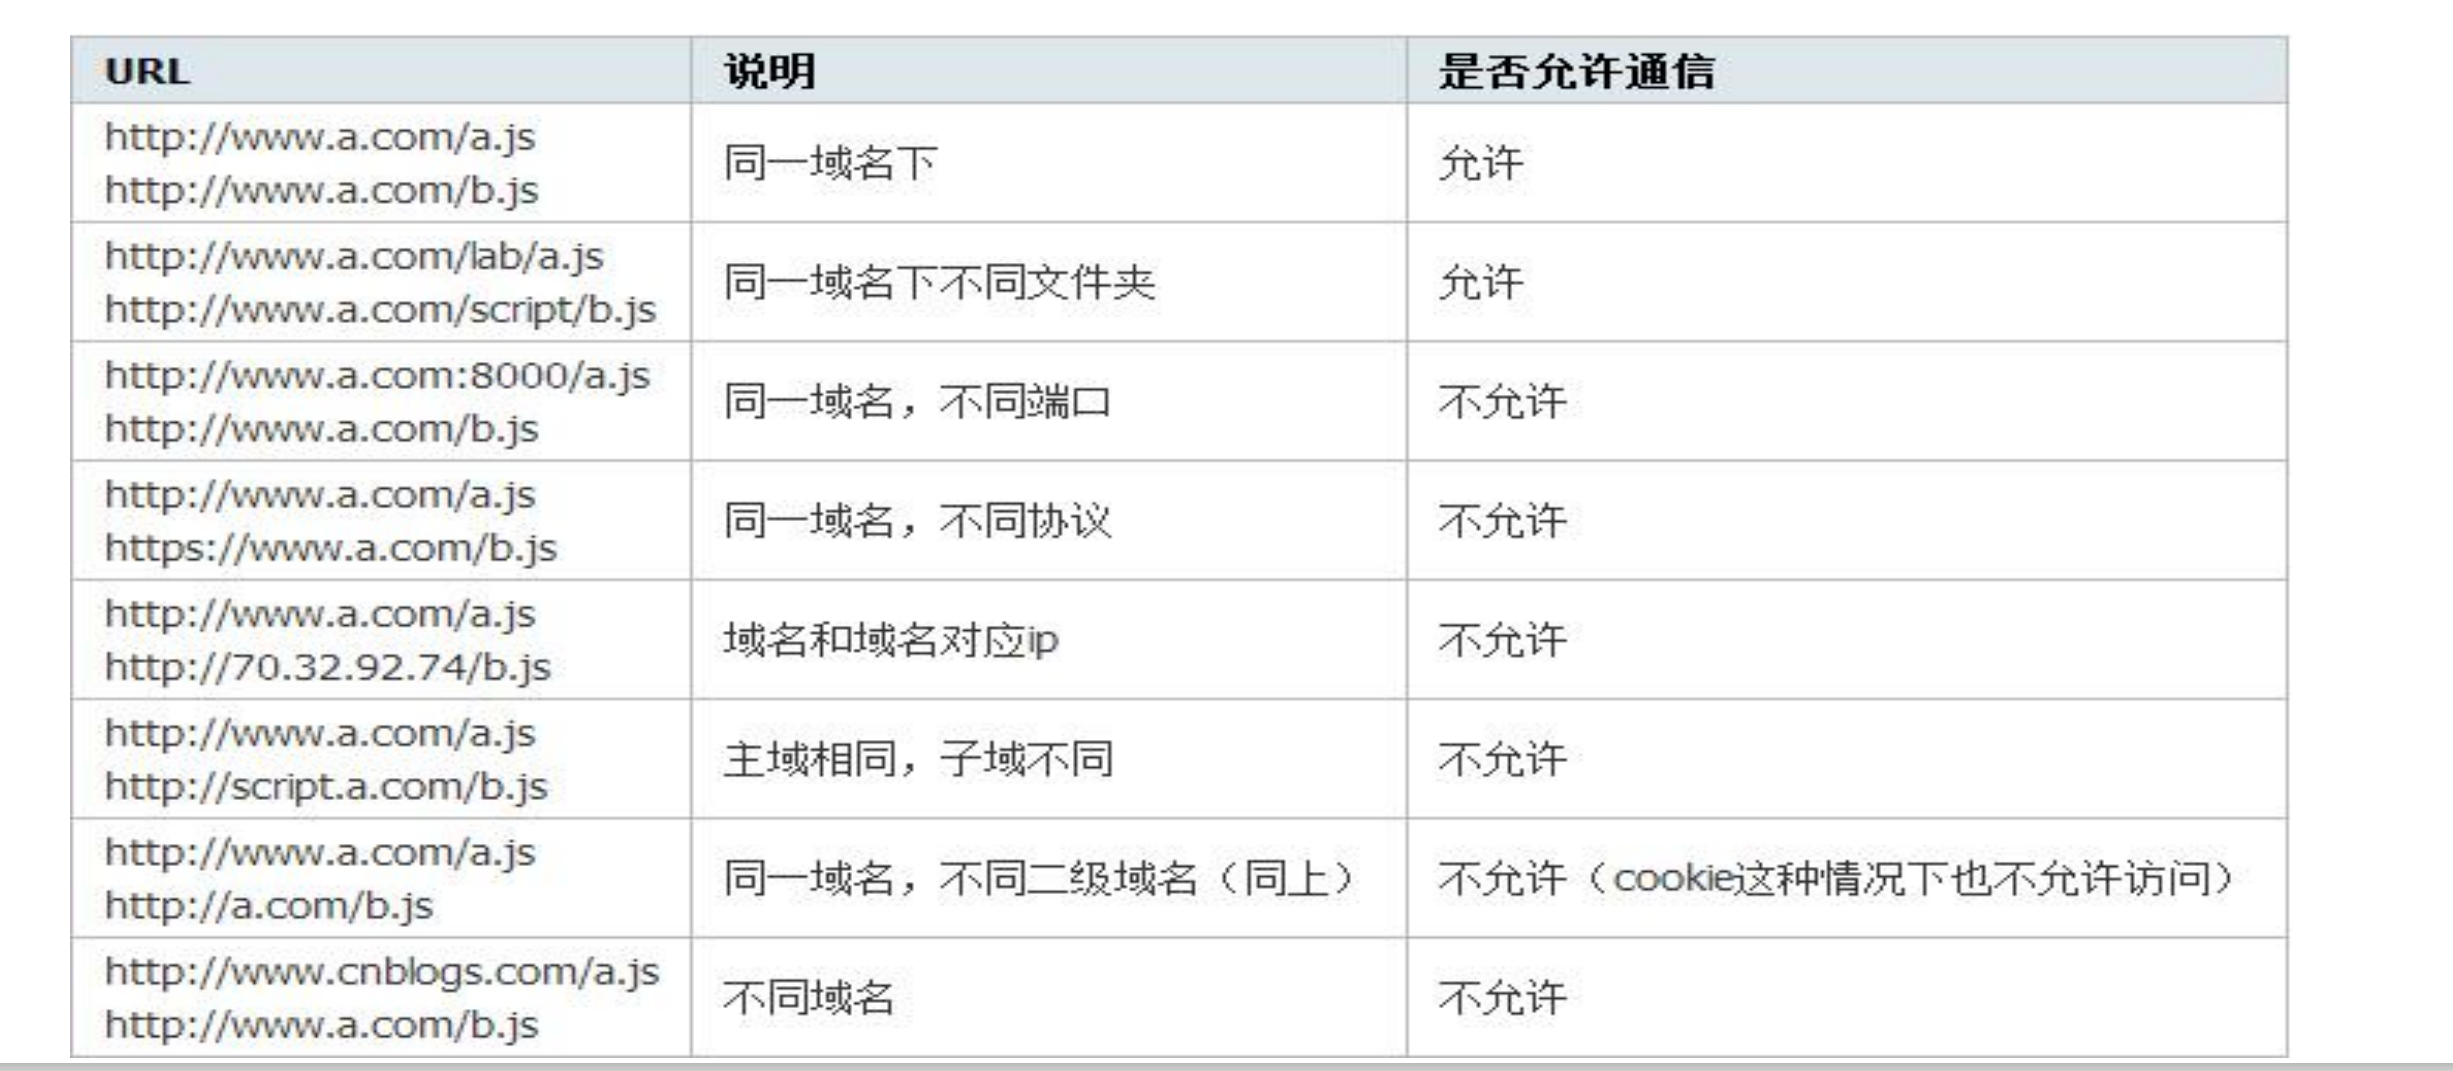 URL 说明 是否允许通信
http://www.a.com/a.js
http://www.a.com/b.js
同一域名下
允许
http://www.a.com/lab/a.js
http://www.a.com/script/b.js
同一域名下不同文件夹
允许
http://www.a.com:8000/a.js
http://www.a.com/b.js
同一域名，不同端口
不允许
http://www.a.com/a.js
https://www.a.com/b.js
同一域名，不同协议
不允许
http://www.a.com/a.js
http://70.32.92.74/b.js
域名和域名对应ip
不允许
http://www.a.com/a.js
http://script.a.com/b.js
主域相同，子域不同
不允许
http://www.a.com/a.js
http://a.com/b.js
同一域名，不同二级域名（同上）
不允许（cookie这种情况下也不允许访问）
http://www.cnblogs.com/a.js
http://www.a.com/b.js
不同域名
不允许